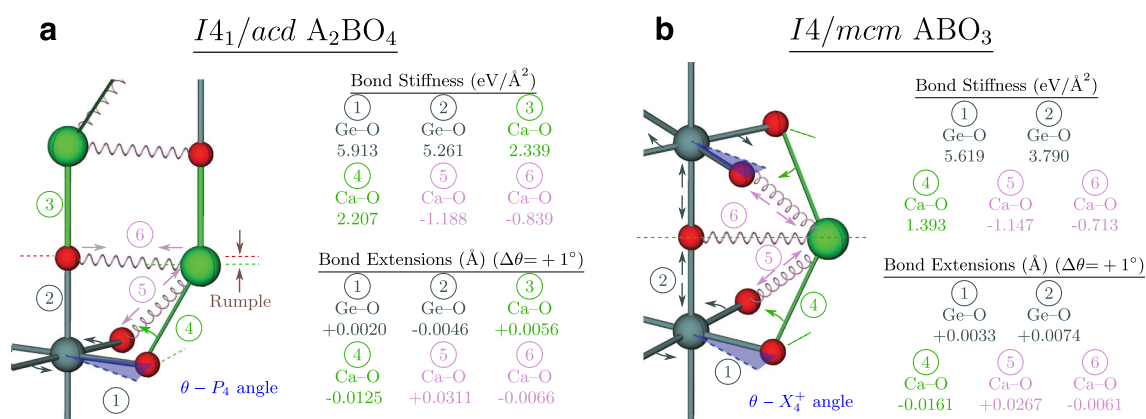 a
I4₁/acd A₂BO₄
Bond Stiffness (eV/Å²)
1 2 3
Ge–O Ge–O Ca–O
5.913 5.261 2.339
4 5 6
Ca–O Ca–O Ca–O
2.207 -1.188 -0.839
Bond Extensions (Å) (Δθ= + 1°)
1 2 3
Ge–O Ge–O Ca–O
+0.0020 -0.0046 +0.0056
4 5 6
Ca–O Ca–O Ca–O
-0.0125 +0.0311 -0.0066
3
6
2
5
Rumple
4
1
θ – P₄ angle
b
I4/mcm ABO₃
Bond Stiffness (eV/Å²)
1 2
Ge–O Ge–O
5.619 3.790
4 5 6
Ca–O Ca–O Ca–O
1.393 -1.147 -0.713
Bond Extensions (Å) (Δθ= + 1°)
1 2
Ge–O Ge–O
+0.0033 +0.0074
4 5 6
Ca–O Ca–O Ca–O
-0.0161 +0.0267 -0.0061
6
5
2
4
1
θ – X₄⁺ angle